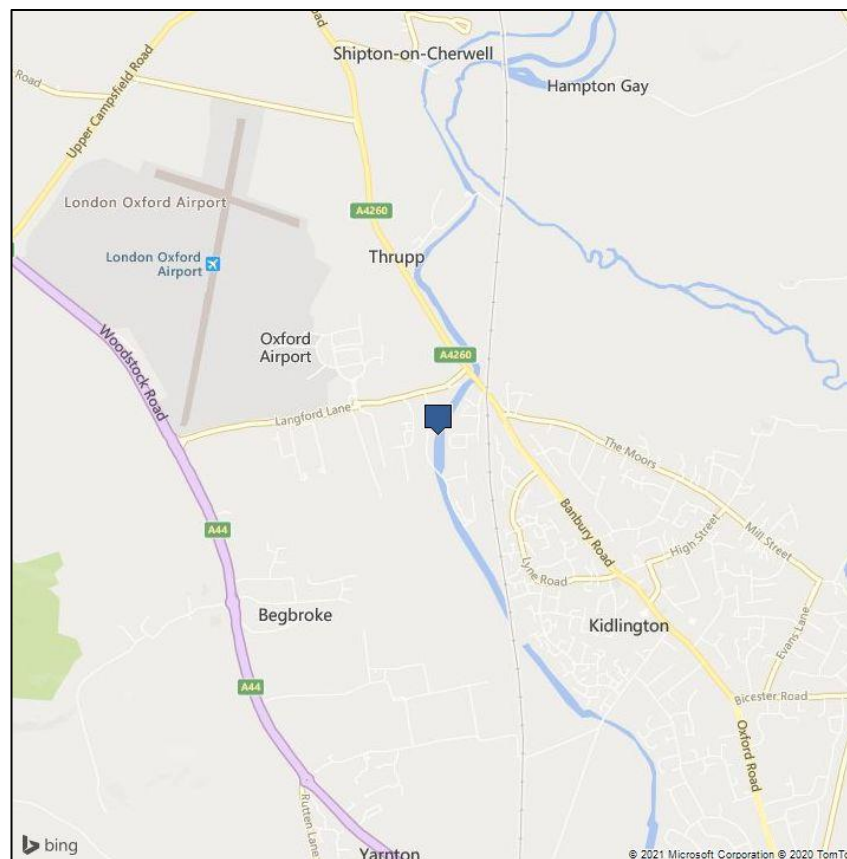 Road
Shipton-on-Cherwell
Hampton Gay
Road
Upper Campsfield Road
London Oxford Airport
A4260
London Oxford
Airport
Thrupp
Oxford
Airport
A4260
Woodstock Road
Langford Lane
The Moors
Banbury Road
High Street
Mill Street
A44
Lyne Road
Begbroke
Kidlington
Evans Lane
A44
Bicester Road
Oxford Road
Rutten Lane
bing
Yarnton
© 2021 Microsoft Corporation © 2020 TomTo